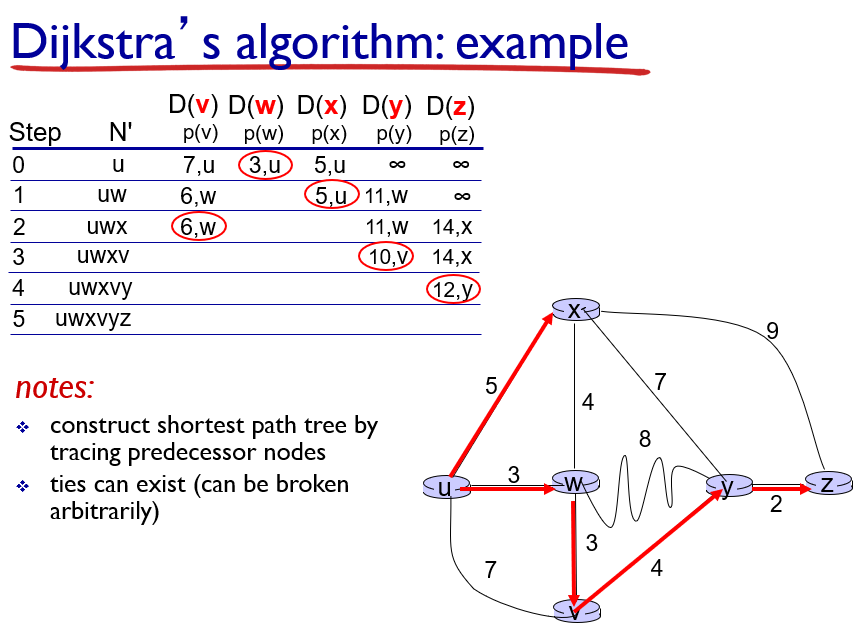 Dijkstra’s algorithm: example
D(v) D(w) D(x) D(y) D(z)
Step N' p(v) p(w) p(x) p(y) p(z)
0 u 7,u 3,u 5,u ∞ ∞
1 uw 6,w 5,u 11,w ∞
2 uwx 6,w 11,w 14,x
3 uwxv 10,v 14,x
4 uwxvy 12,y
5 uwxvyz
notes:
❖ construct shortest path tree by
tracing predecessor nodes
❖ ties can exist (can be broken
arbitrarily)
x
9
5
7
4
8
u
3
w
y
z
2
3
7
4
v